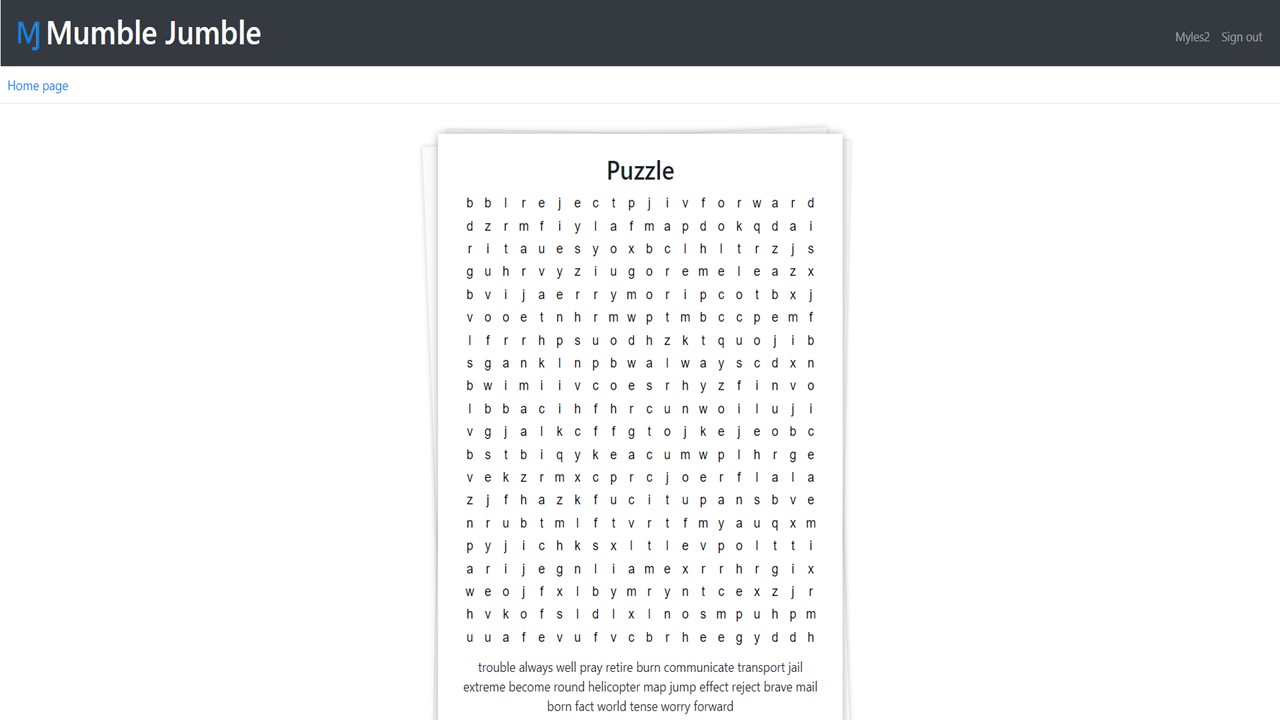 MJ Mumble Jumble
Myles2 Sign out
Home page
Puzzle
b b l r e j e c t p j i v f o r w a r d
d z r m f i y l a f m a p d o k q d a i
r i t a u e s y o x b c l h l t r z j s
g u h r v y z i u g o r e m e l e a z x
b v i j a e r r y m o r i p c o t b x j
v o o e t n h r m w p t m b c c p e m f
l f r r h p s u o d h z k t q u o j i b
s g a n k l n p b w a l w a y s c d x n
b w i m i i v c o e s r h y z f i n v o
l b b a c i h f h r c u n w o i l u j i
v g j a l k c f f g t o j k e j e o b c
b s t b i q y k e a c u m w p l h r g e
v e k z r m x c p r c j o e r f l a l a
z j f h a z k f u c i t u p a n s b v e
n r u b t m l f t v r t f m y a u q x m
p y j i c h k s x l t l e v p o l t t i
a r i j e g n l i a m e x r r h r g i x
w e o j f x l b y m r y n t c e x z j r
h v k o f s l d l x l n o s m p u h p m
u u a f e v u f v c b r h e e g y d d h
trouble always well pray retire burn communicate transport jail
extreme become round helicopter map jump effect reject brave mail
born fact world tense worry forward